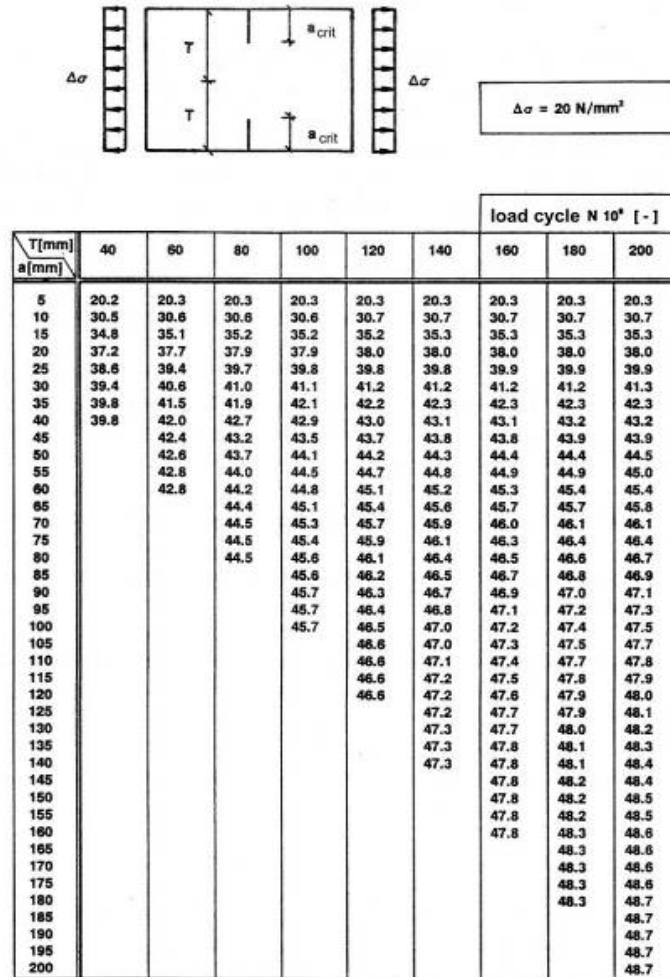 T
a crit
Δσ
Δσ
T
a crit
Δσ = 20 N/mm²
load cycle N 10⁶ [-]
T[mm] 40 60 80 100 120 140 160 180 200
a[mm]
5 20.2 20.3 20.3 20.3 20.3 20.3 20.3 20.3 20.3
10 30.5 30.6 30.6 30.6 30.7 30.7 30.7 30.7 30.7
15 34.8 35.1 35.2 35.2 35.2 35.3 35.3 35.3 35.3
20 37.2 37.7 37.9 37.9 38.0 38.0 38.0 38.0 38.0
25 38.6 39.4 39.7 39.8 39.8 39.8 39.9 39.9 39.9
30 39.4 40.6 41.0 41.1 41.2 41.2 41.2 41.2 41.3
35 39.8 41.5 41.9 42.1 42.2 42.3 42.3 42.3 42.3
40 39.8 42.0 42.7 42.9 43.0 43.1 43.1 43.2 43.2
45 42.4 43.2 43.5 43.7 43.8 43.8 43.9 43.9
50 42.6 43.7 44.1 44.2 44.3 44.4 44.4 44.5
55 42.8 44.0 44.5 44.7 44.8 44.9 44.9 45.0
60 42.8 44.2 44.8 45.1 45.2 45.3 45.4 45.4
65 44.4 45.1 45.4 45.6 45.7 45.7 45.8
70 44.5 45.3 45.7 45.9 46.0 46.1 46.1
75 44.5 45.4 45.9 46.1 46.3 46.4 46.4
80 44.5 45.6 46.1 46.4 46.5 46.6 46.7
85 45.6 46.2 46.5 46.7 46.8 46.9
90 45.7 46.3 46.7 46.9 47.0 47.1
95 45.7 46.4 46.8 47.1 47.2 47.3
100 45.7 46.5 47.0 47.2 47.4 47.5
105 46.6 47.0 47.3 47.5 47.7
110 46.6 47.1 47.4 47.7 47.8
115 46.6 47.2 47.5 47.8 47.9
120 46.6 47.2 47.6 47.9 48.0
125 47.2 47.7 47.9 48.1
130 47.3 47.7 48.0 48.2
135 47.3 47.8 48.1 48.3
140 47.3 47.8 48.1 48.4
145 47.8 48.2 48.4
150 47.8 48.2 48.5
155 47.8 48.2 48.5
160 47.8 48.3 48.6
165 48.3 48.6
170 48.3 48.6
175 48.3 48.6
180 48.3 48.7
185 48.7
190 48.7
195 48.7
200 48.7